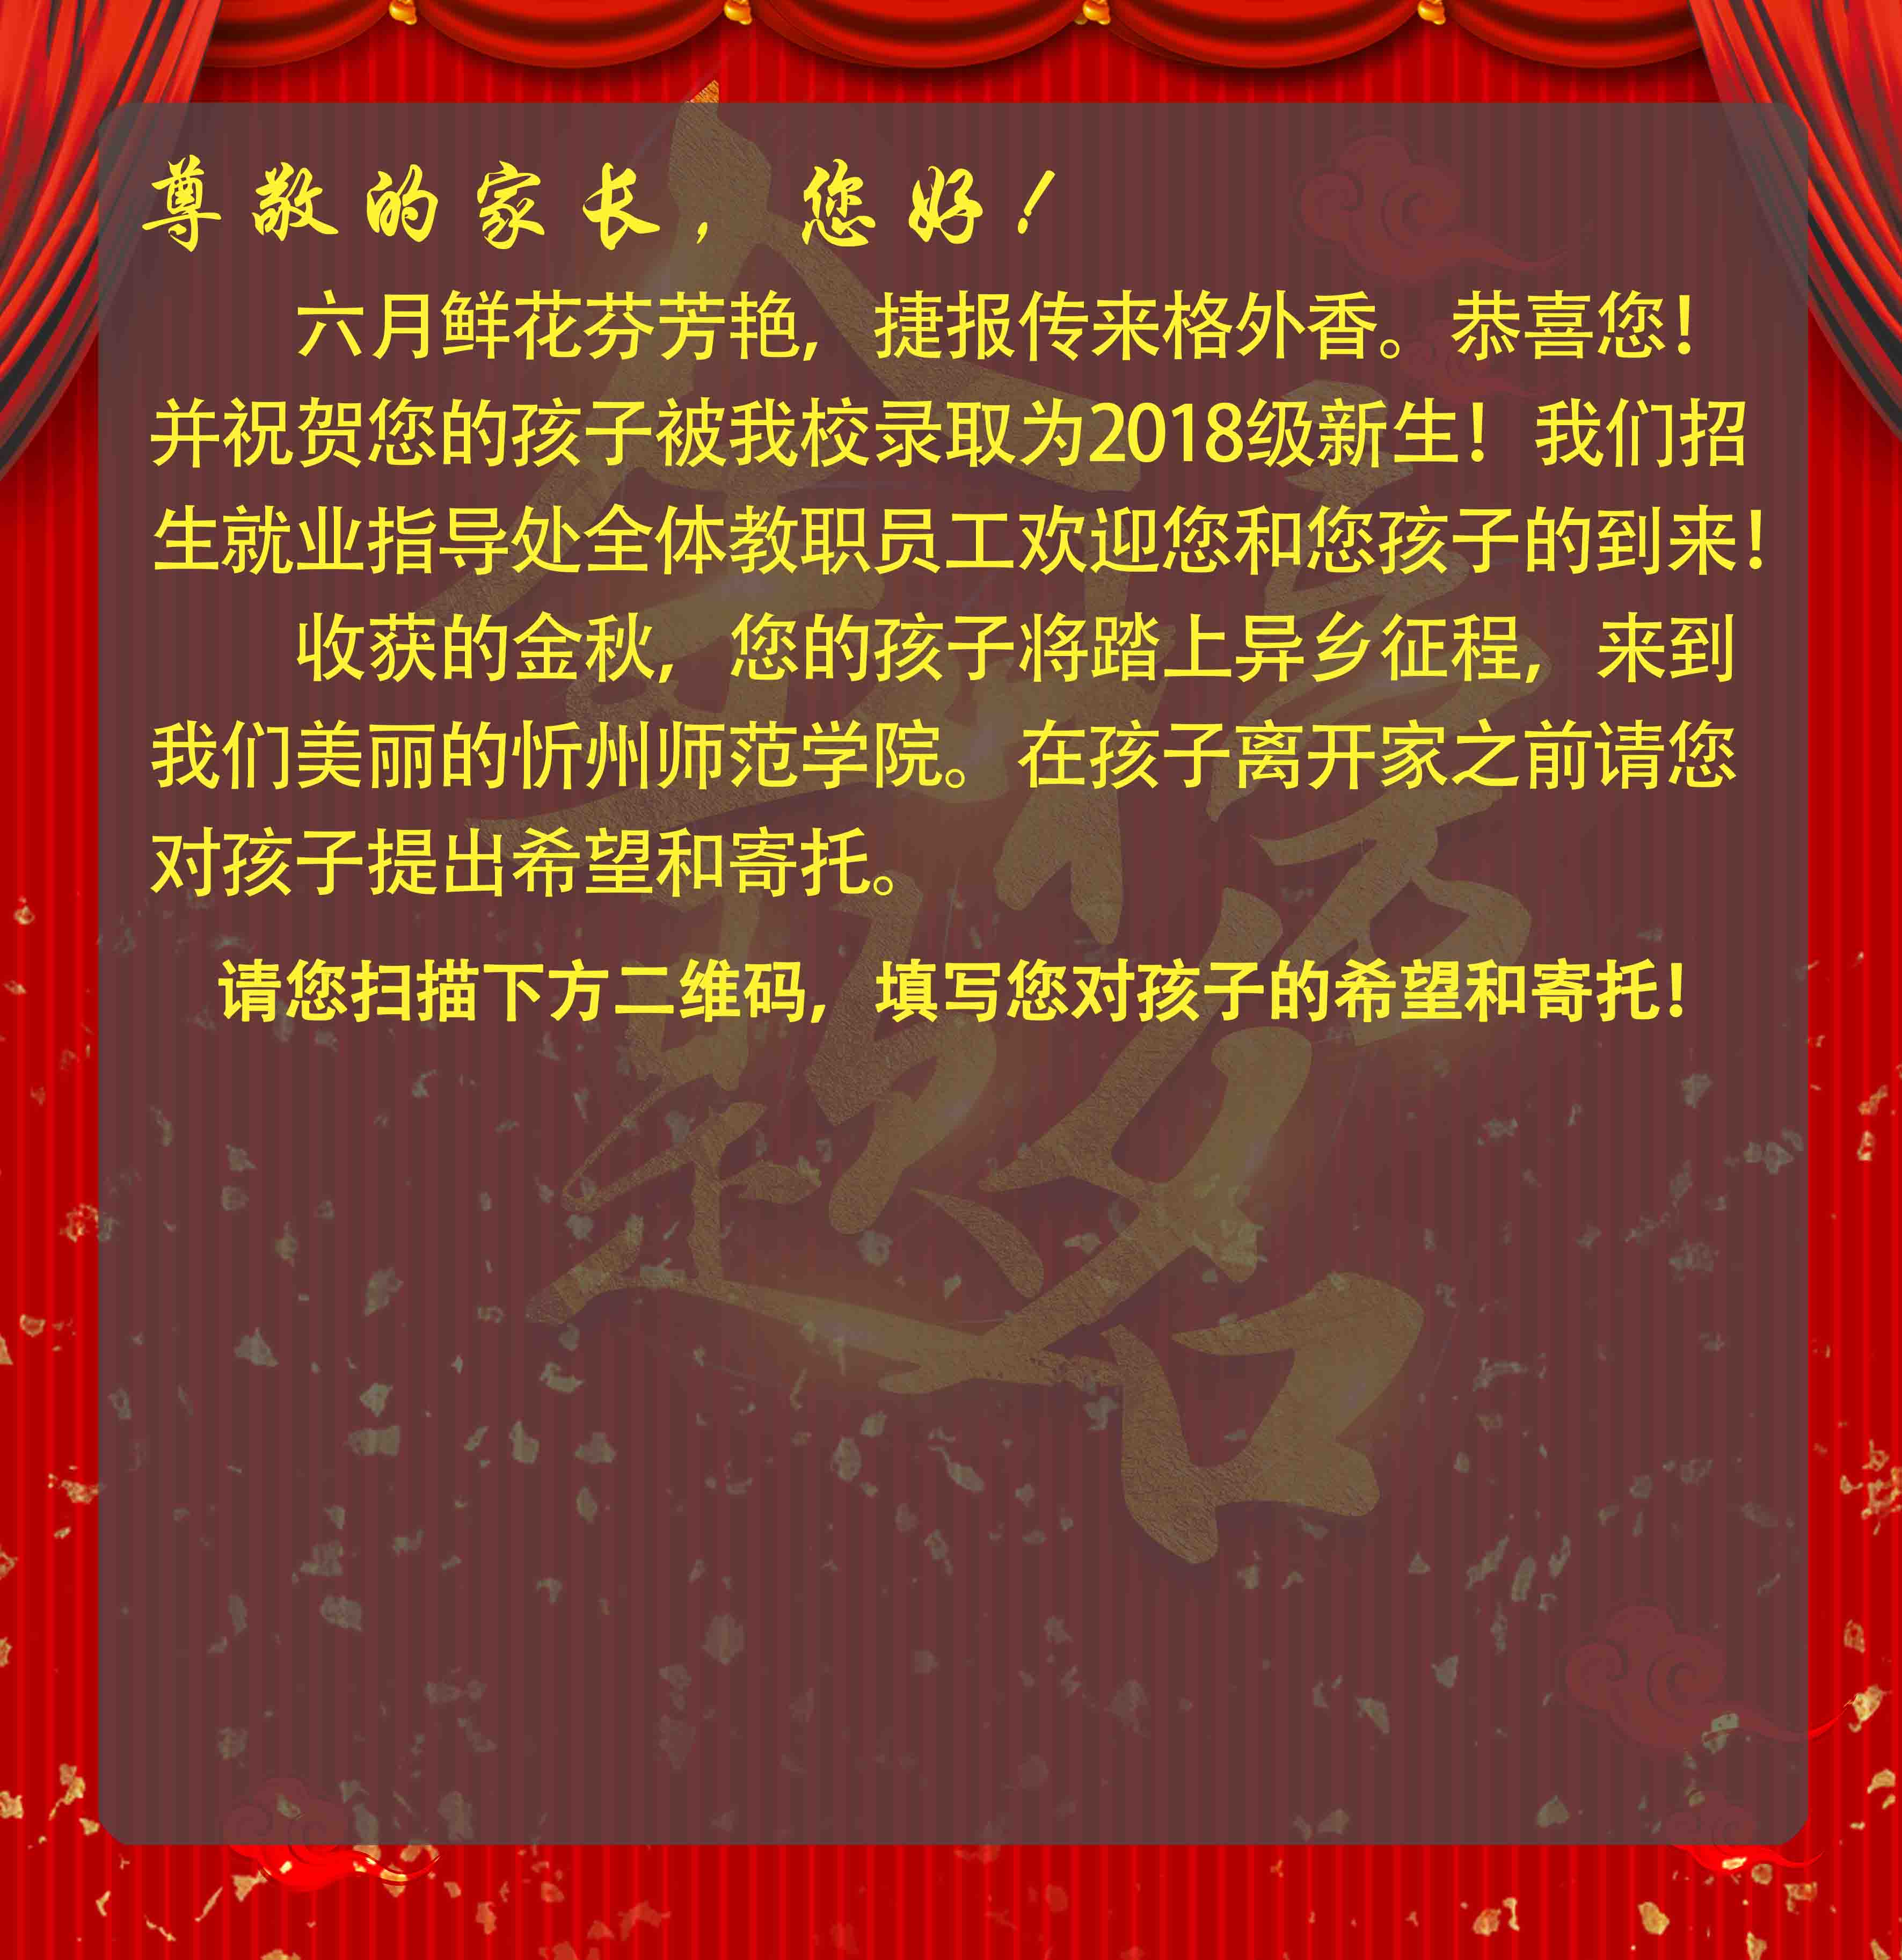 尊敬的家长，您好！
六月鲜花芬芳艳，捷报传来格外香。恭喜您！
并祝贺您的孩子被我校录取为2018级新生！我们招
生就业指导处全体教职员工欢迎您和您孩子的到来！
收获的金秋，您的孩子将踏上异乡征程，来到
我们美丽的忻州师范学院。在孩子离开家之前请您
对孩子提出希望和寄托。
请您扫描下方二维码，填写您对孩子的希望和寄托！
金榜
题名